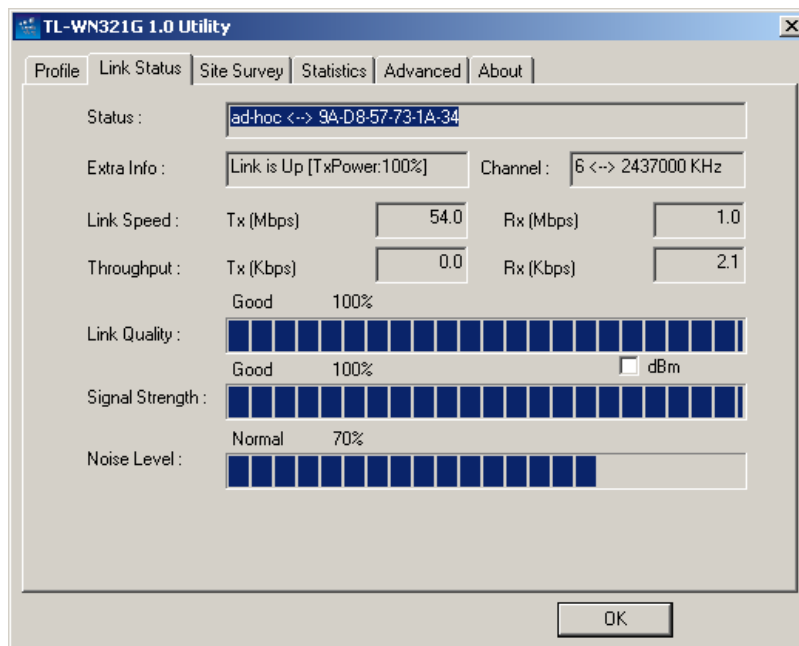 TL-WN321G 1.0 Utility
Profile Link Status Site Survey Statistics Advanced About
Status : ad-hoc <--> 9A-D8-57-73-1A-34
Extra Info : Link is Up [TxPower:100%] Channel : 6 <--> 2437000 KHz
Link Speed : Tx (Mbps) 54.0 Rx (Mbps) 1.0
Throughput : Tx (Kbps) 0.0 Rx (Kbps) 2.1
Good 100%
Link Quality :
Good 100% dBm
Signal Strength :
Normal 70%
Noise Level :
OK